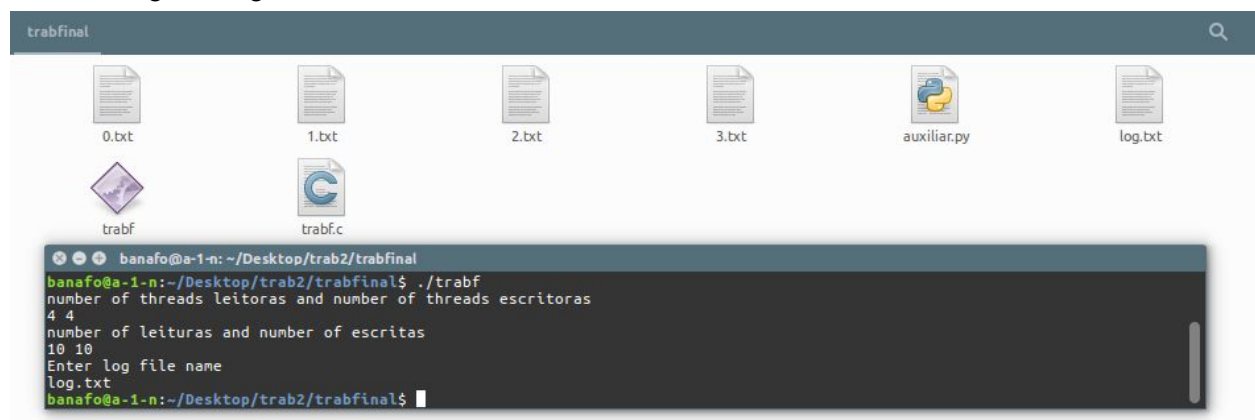 trabfinal
0.txt 1.txt 2.txt 3.txt auxiliar.py log.txt
trabf trabf.c
banafo@a-1-n: ~/Desktop/trab2/trabfinal
banafo@a-1-n:~/Desktop/trab2/trabfinal$ ./trabf
number of threads leitoras and number of threads escritoras
4 4
number of leituras and number of escritas
10 10
Enter log file name
log.txt
banafo@a-1-n:~/Desktop/trab2/trabfinal$